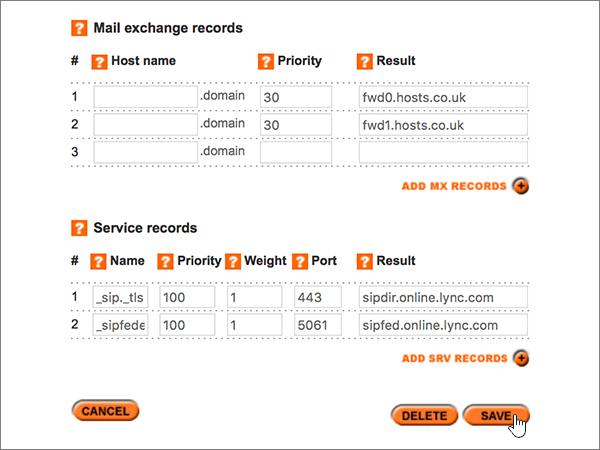 ? Mail exchange records
# ? Host name ? Priority ? Result
1 .domain 30 fwd0.hosts.co.uk
2 .domain 30 fwd1.hosts.co.uk
3 .domain
ADD MX RECORDS +
? Service records
# ? Name ? Priority ? Weight ? Port ? Result
1 _sip._tls 100 1 443 sipdir.online.lync.com
2 _sipfede 100 1 5061 sipfed.online.lync.com
ADD SRV RECORDS +
CANCEL DELETE SAVE